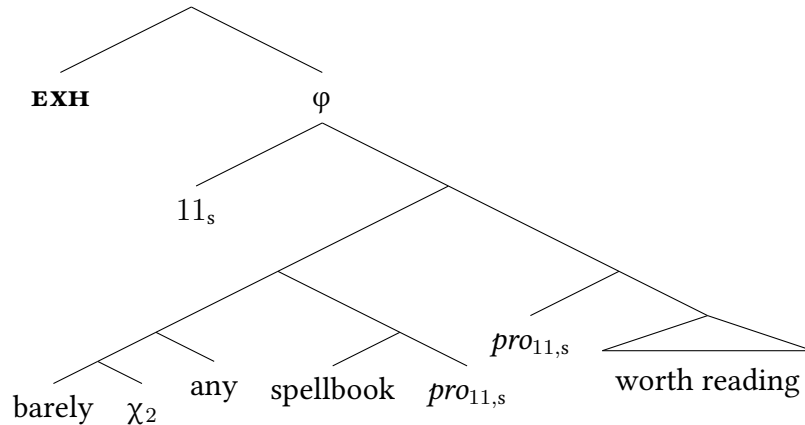 EXH φ
11s
pro11,s
barely χ2 any spellbook pro11,s worth reading